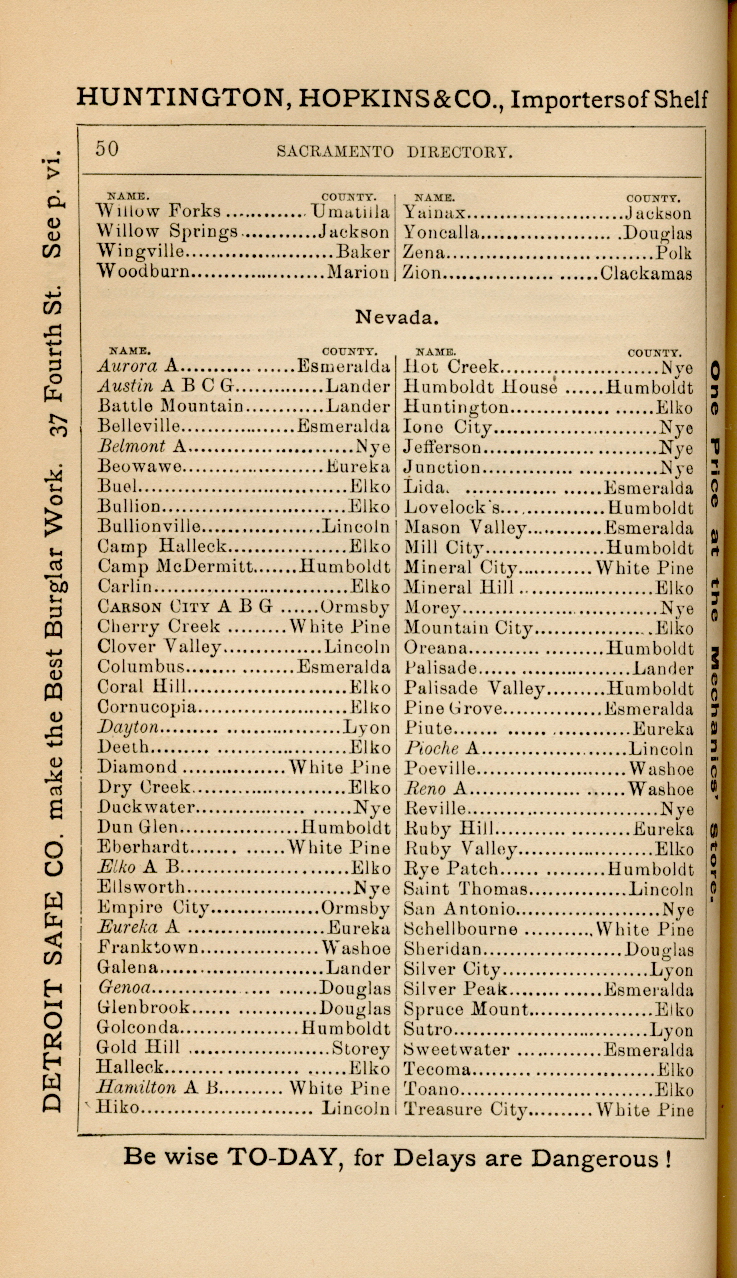 HUNTINGTON, HOPKINS & CO., Importers of Shelf
50 SACRAMENTO DIRECTORY.
NAME. COUNTY.
Willow Forks ............. Umatilla
Willow Springs ........... Jackson
Wingville...................... Baker
Woodburn.................... Marion
NAME. COUNTY.
Yainax....................... Jackson
Yoncalla..................... Douglas
Zena............................. Polk
Zion..................... Clackamas
Nevada.
NAME. COUNTY.
Aurora A.................. Esmeralda
Austin A B C G............. Lander
Battle Mountain............ Lander
Belleville.................. Esmeralda
Belmont A......................... Nye
Beowawe..................... Eureka
Buel............................... Elko
Bullion............................ Elko
Bullionville.................. Lincoln
Camp Halleck................. Elko
Camp McDermitt....... Humboldt
Carlin............................ Elko
CARSON CITY A B G ...... Ormsby
Cherry Creek ......... White Pine
Clover Valley............... Lincoln
Columbus................ Esmeralda
Coral Hill....................... Elko
Cornucopia...................... Elko
Dayton........................... Lyon
Deeth............................. Elko
Diamond ................ White Pine
Dry Creek....................... Elko
Duckwater...................... Nye
Dun Glen.................. Humboldt
Eberhardt............... White Pine
Elko A B......................... Elko
Ellsworth........................ Nye
Empire City................. Ormsby
Eureka A ..................... Eureka
Franktown.................. Washoe
Galena........................ Lander
Genoa........................ Douglas
Glenbrook................... Douglas
Golconda.................. Humboldt
Gold Hill ..................... Storey
Halleck........................... Elko
Hamilton A B.......... White Pine
Hiko.......................... Lincoln
NAME. COUNTY.
Hot Creek........................ Nye
Humboldt House ...... Humboldt
Huntington...................... Elko
Ione City......................... Nye
Jefferson.......................... Nye
Junction........................... Nye
Lida. .................... Esmeralda
Lovelock's................ Humboldt
Mason Valley........... Esmeralda
Mill City.................. Humboldt
Mineral City........... White Pine
Mineral Hill ................... Elko
Morey............................. Nye
Mountain City................. Elko
Oreana..................... Humboldt
Palisade...................... Lander
Palisade Valley......... Humboldt
Pine Grove.............. Esmeralda
Piute.......................... Eureka
Pioche A...................... Lincoln
Poeville...................... Washoe
Reno A....................... Washoe
Reville............................ Nye
Ruby Hill.................... Eureka
Ruby Valley.................... Elko
Rye Patch................ Humboldt
Saint Thomas............... Lincoln
San Antonio..................... Nye
Schellbourne .......... White Pine
Sheridan..................... Douglas
Silver City...................... Lyon
Silver Peak.............. Esmeralda
Spruce Mount.................. Elko
Sutro............................. Lyon
Sweetwater ............ Esmeralda
Tecoma.......................... Elko
Toano............................ Elko
Treasure City.......... White Pine
Be wise TO-DAY, for Delays are Dangerous!
DETROIT SAFE CO. make the Best Burglar Work. 37 Fourth St. See p. vi.
One Price at the Mechanics' Store.